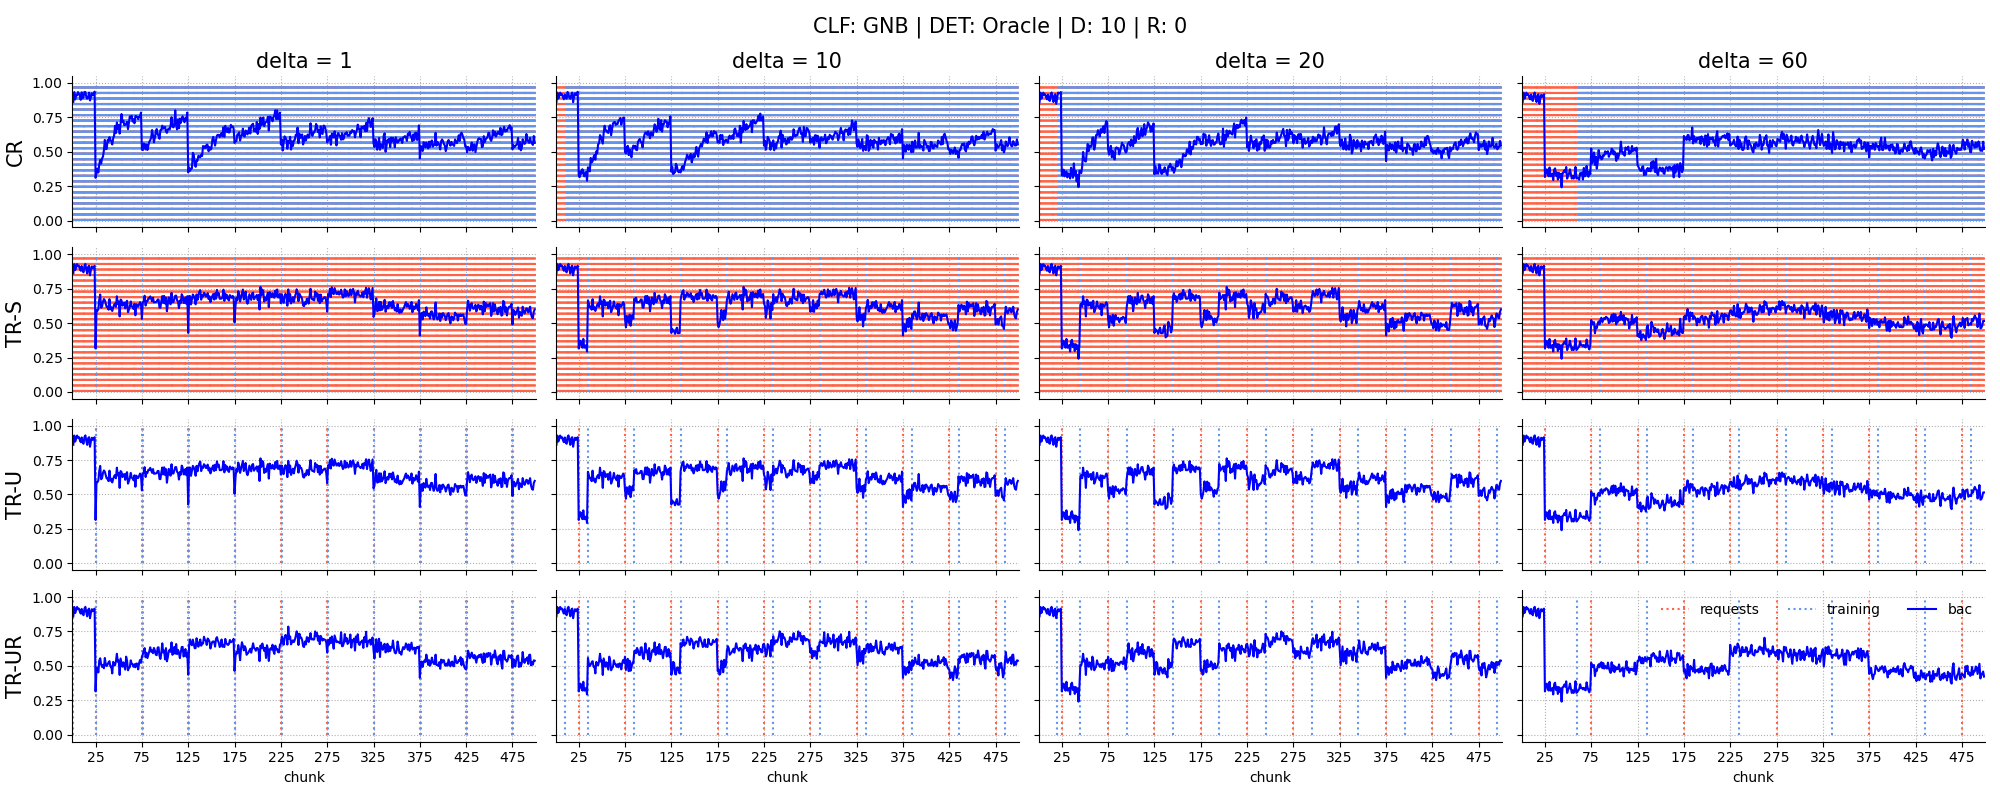 CLF: GNB | DET: Oracle | D: 10 | R: 0
delta = 1 delta = 10 delta = 20 delta = 60
CR
1.00
0.75
0.50
0.25
0.00
TR-S
1.00
0.75
0.50
0.25
0.00
TR-U
1.00
0.75
0.50
0.25
0.00
TR-UR
1.00
0.75
0.50
0.25
0.00
requests training bac
25 75 125 175 225 275 325 375 425 475 25 75 125 175 225 275 325 375 425 475 25 75 125 175 225 275 325 375 425 475 25 75 125 175 225 275 325 375 425 475
chunk chunk chunk chunk